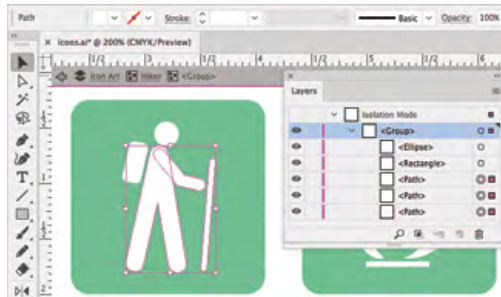 Path Stroke: Basic Opacity: 100%
× icons.ai* @ 200% (CMYK/Preview)
Icon Art Hiker <Group>
Layers
Isolation Mode
<Group>
<Ellipse>
<Rectangle>
<Path>
<Path>
<Path>